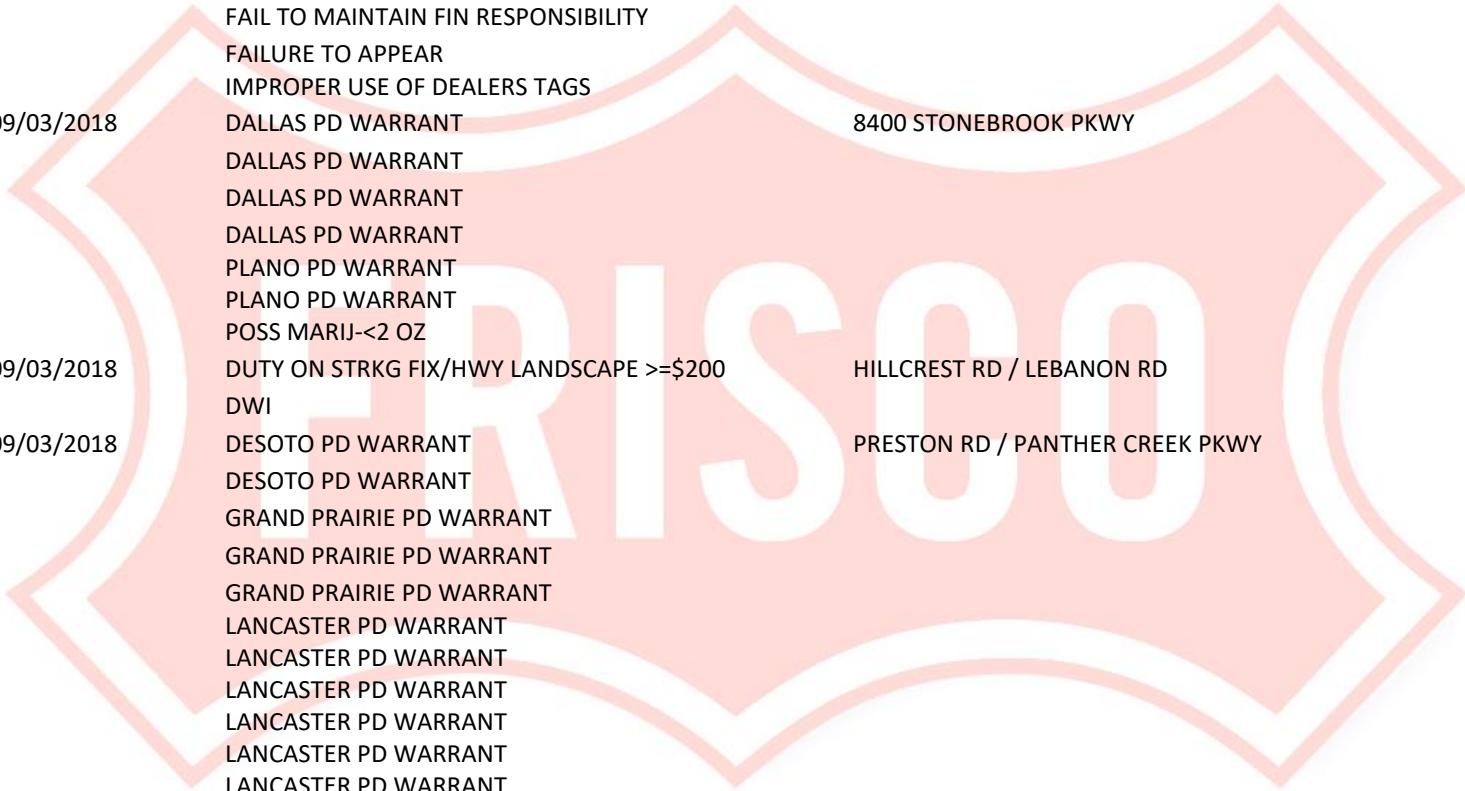 FAIL TO MAINTAIN FIN RESPONSIBILITY
FAILURE TO APPEAR
IMPROPER USE OF DEALERS TAGS
09/03/2018 DALLAS PD WARRANT 8400 STONEBROOK PKWY
DALLAS PD WARRANT
DALLAS PD WARRANT
DALLAS PD WARRANT
PLANO PD WARRANT
PLANO PD WARRANT
POSS MARIJ-<2 OZ
09/03/2018 DUTY ON STRKG FIX/HWY LANDSCAPE >=$200 HILLCREST RD / LEBANON RD
DWI
09/03/2018 DESOTO PD WARRANT PRESTON RD / PANTHER CREEK PKWY
DESOTO PD WARRANT
GRAND PRAIRIE PD WARRANT
GRAND PRAIRIE PD WARRANT
GRAND PRAIRIE PD WARRANT
LANCASTER PD WARRANT
LANCASTER PD WARRANT
LANCASTER PD WARRANT
LANCASTER PD WARRANT
LANCASTER PD WARRANT
LANCASTER PD WARRANT
FRISCO